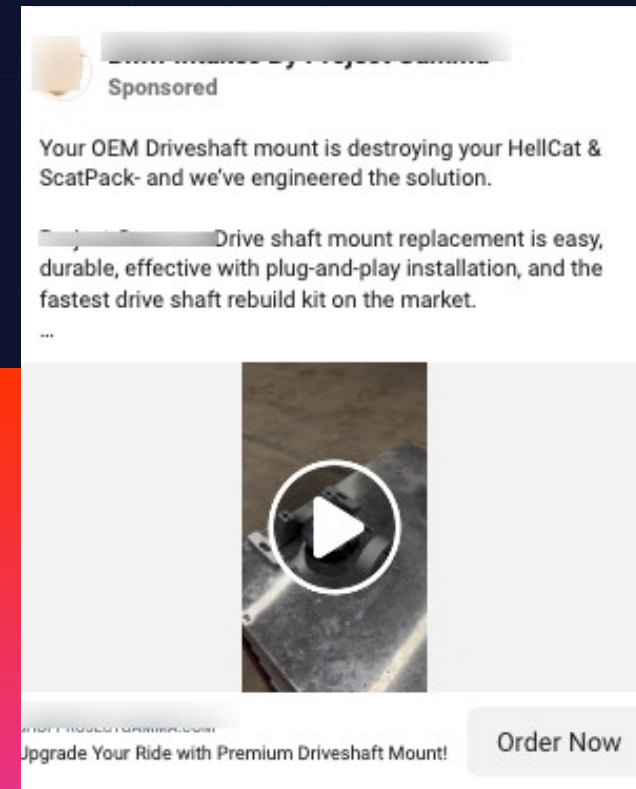 Sponsored
Your OEM Driveshaft mount is destroying your HellCat &
ScatPack- and we've engineered the solution.
Drive shaft mount replacement is easy,
durable, effective with plug-and-play installation, and the
fastest drive shaft rebuild kit on the market.
...
Upgrade Your Ride with Premium Driveshaft Mount!
Order Now